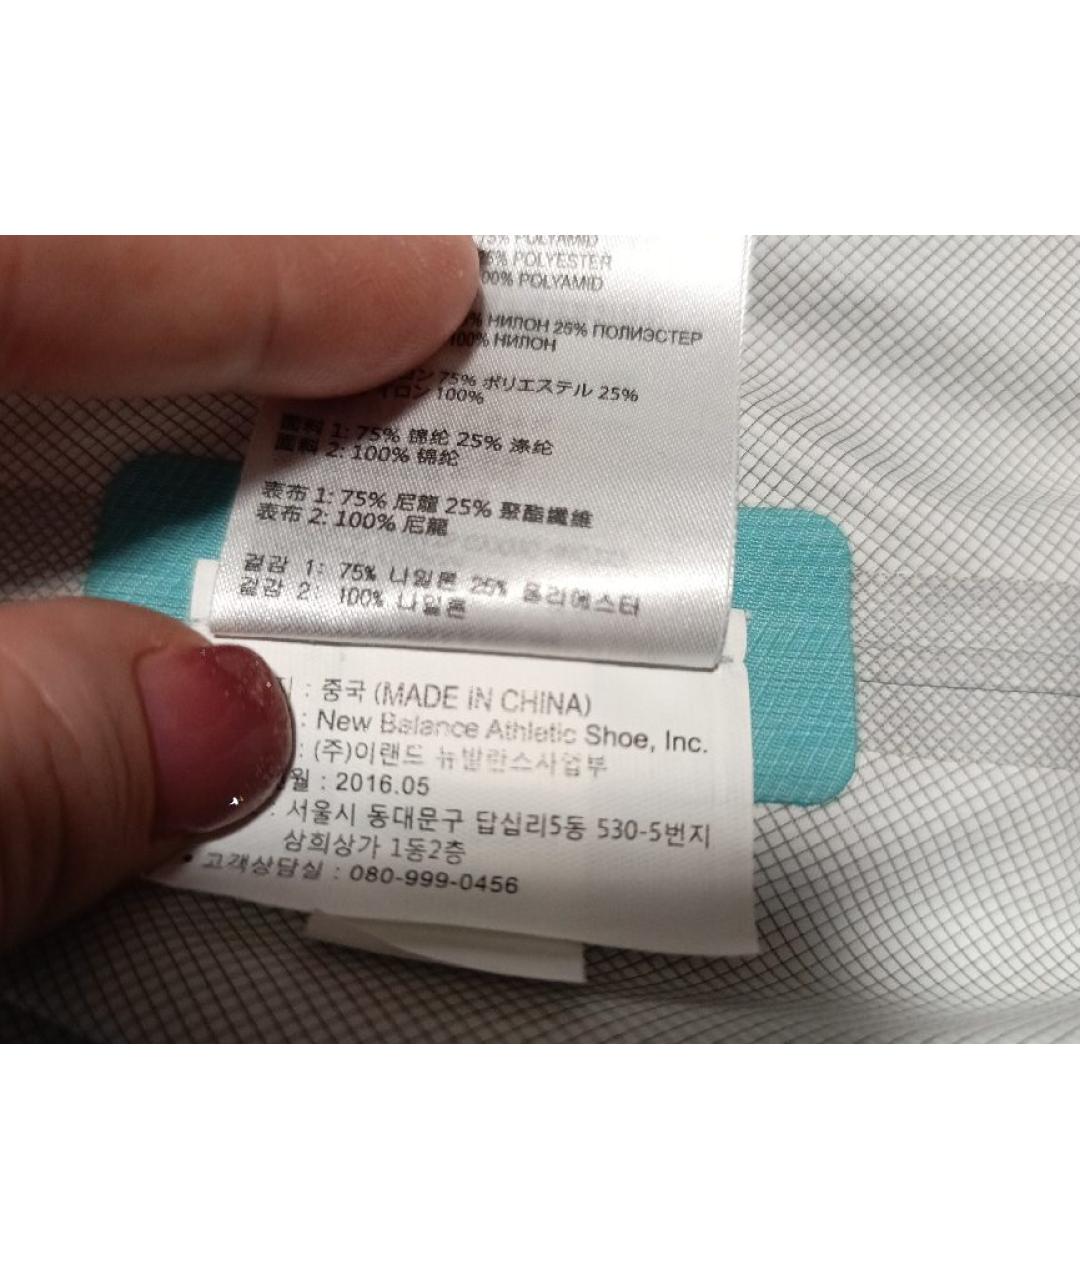 75% POLYAMID
% POLYESTER
00% POLYAMID
% НИЛОН 25% ПОЛИЭСТЕР
100% НИЛОН
ロン 75% ポリエステル 25%
イロン 100%
面料 1: 75% 锦纶 25% 涤纶
面料 2: 100% 锦纶
表布 1: 75% 尼龍 25% 聚酯纖維
表布 2: 100% 尼龍
겉감 1: 75% 나일론 25% 폴리에스터
겉감 2: 100% 나일론
: 중국 (MADE IN CHINA)
: New Balance Athletic Shoe, Inc.
: (주)이랜드 뉴발란스사업부
월 : 2016.05
: 서울시 동대문구 답십리5동 530-5번지
삼희상가 1동2층
• 고객상담실 : 080-999-0456